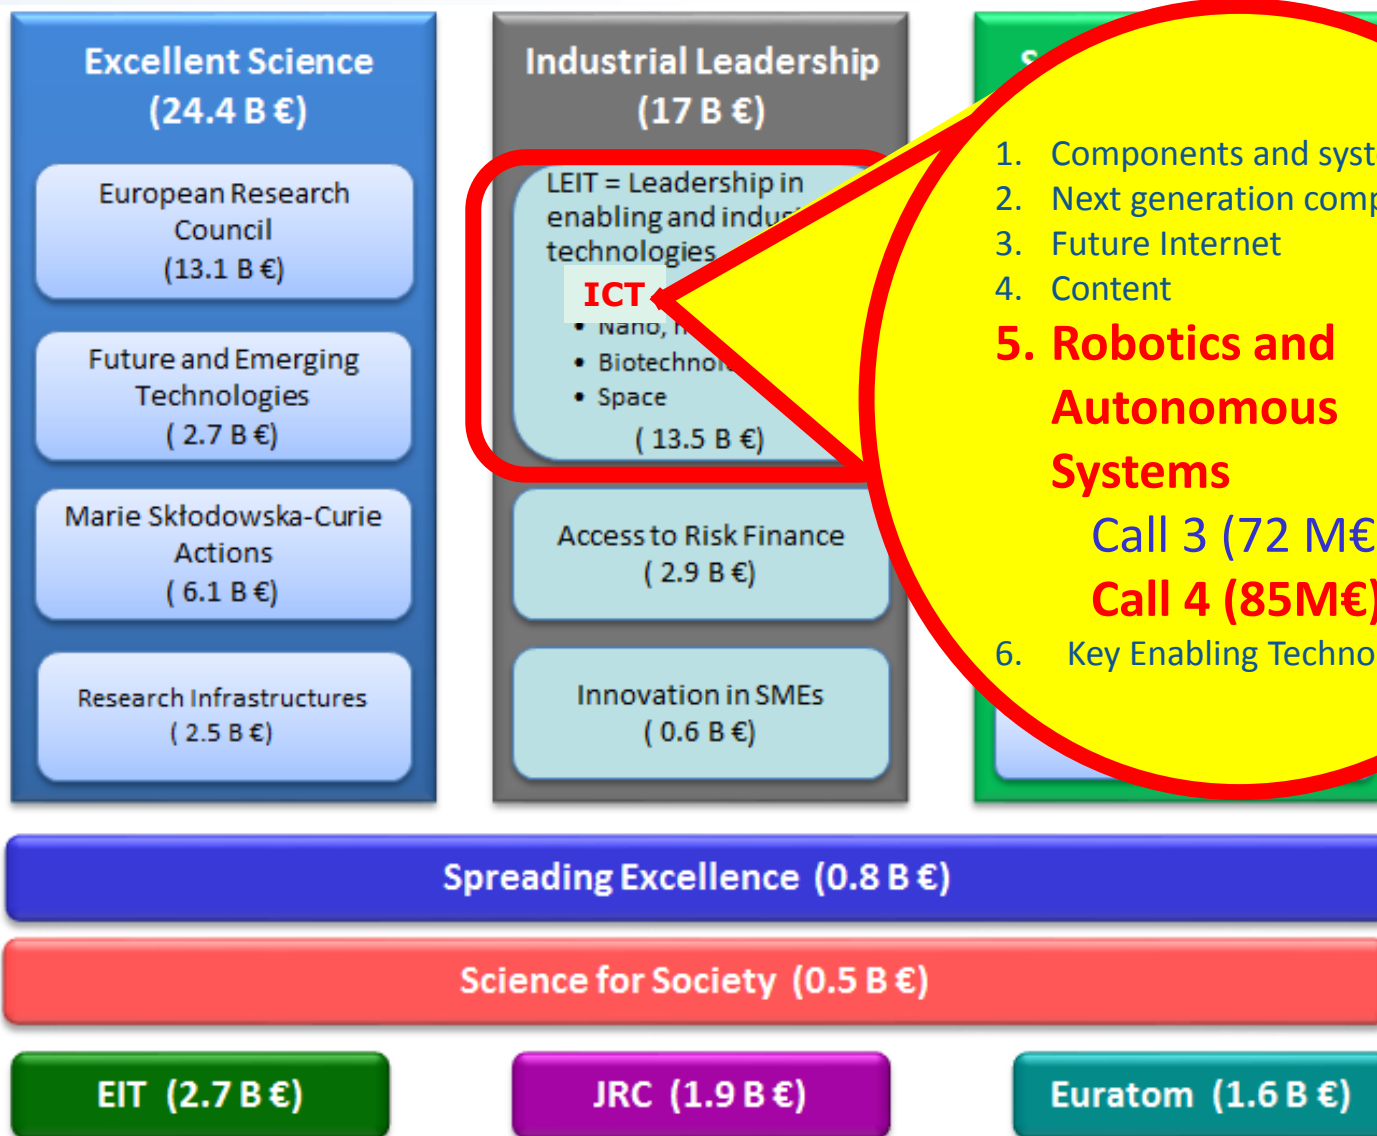 Excellent Science
(24.4 B €)
European Research
Council
(13.1 B €)
Future and Emerging
Technologies
( 2.7 B €)
Marie Skłodowska-Curie
Actions
( 6.1 B €)
Research Infrastructures
( 2.5 B €)
Industrial Leadership
(17 B €)
LEIT = Leadership in
enabling and
technologies
ICT
• Nano,
•
• Space
( 13.5 B €)
Access to Risk Finance
( 2.9 B €)
Innovation in SMEs
( 0.6 B €)
1. Components and
2. Next generation
3. Future Internet
4. Content
5. Robotics and
Autonomous
Systems
Call 3 (72 M€
Call 4 (85M€)
6. Key Enabling
Spreading Excellence (0.8 B €)
Science for Society (0.5 B €)
EIT (2.7 B €)
JRC (1.9 B €)
Euratom (1.6 B €)